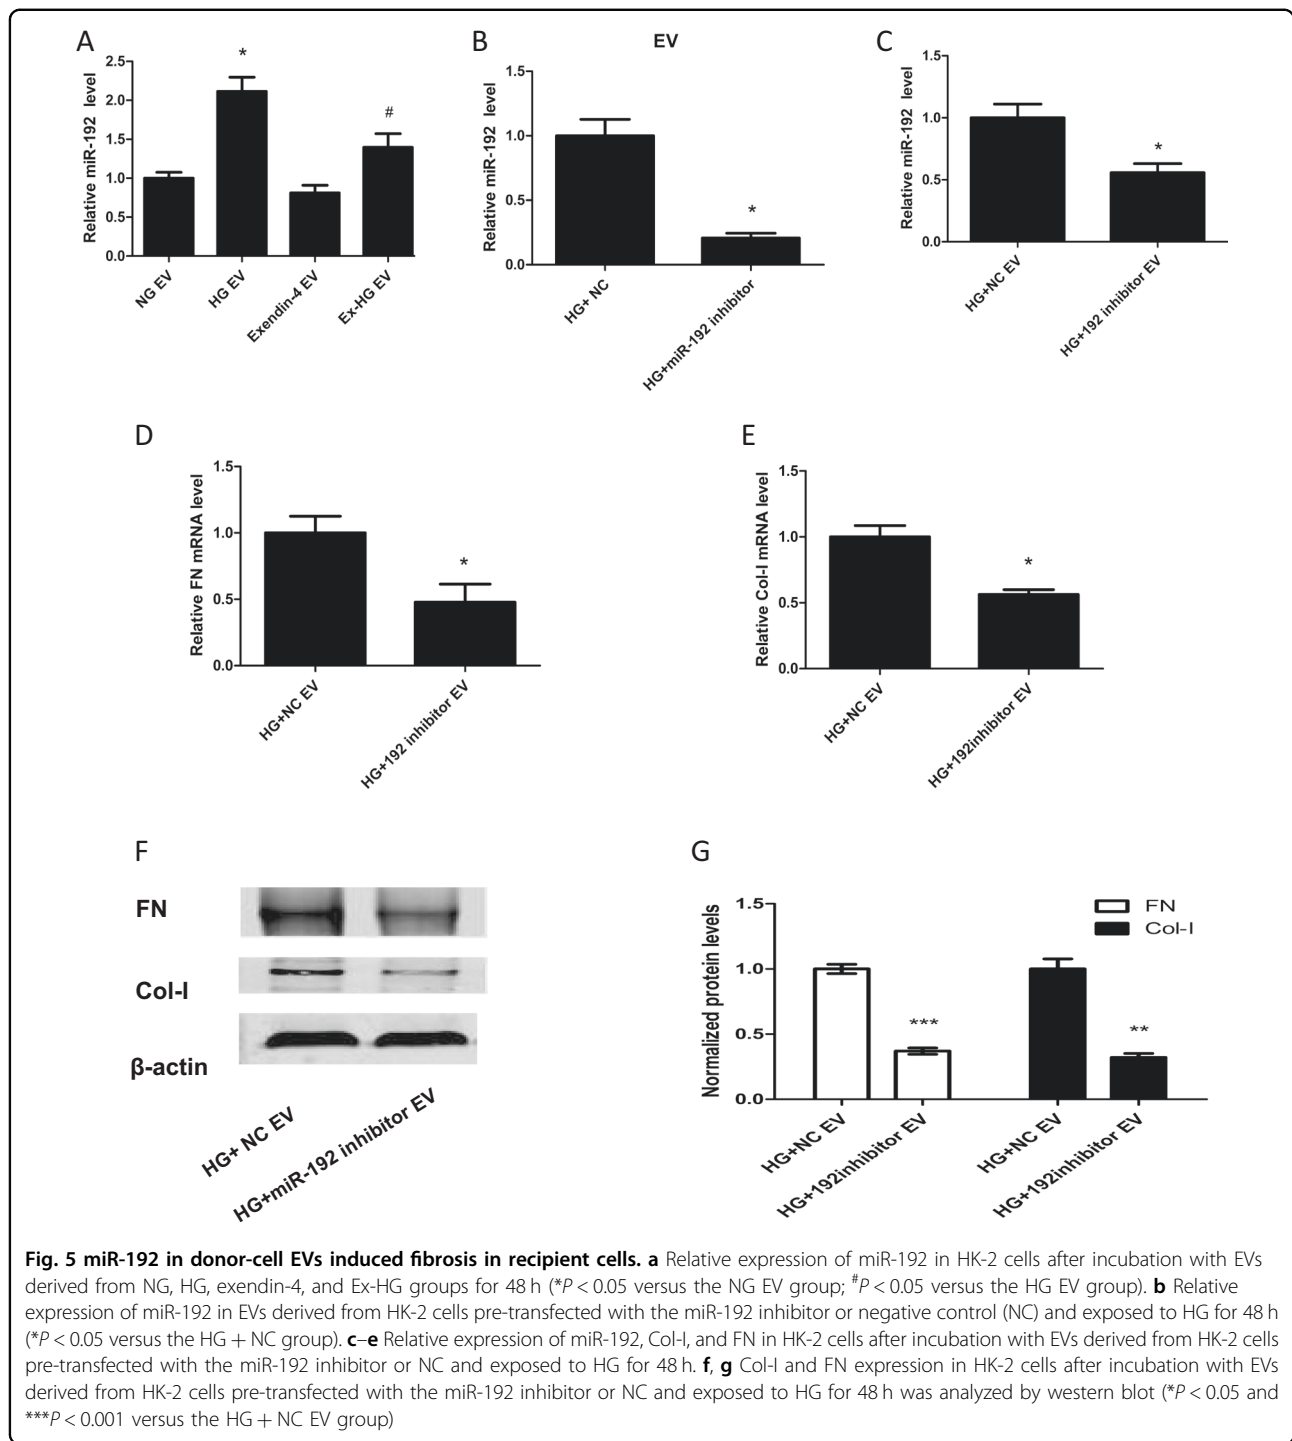 A
Relative miR-192 level
2.5
2.0
1.5
1.0
0.5
0.0
*
#
NG EV
HG EV
Exendin-4 EV
Ex-HG EV
B
EV
Relative miR-192 level
1.5
1.0
0.5
0.0
*
HG+ NC
HG+miR-192 inhibitor
C
Relative miR-192 level
1.5
1.0
0.5
0.0
*
HG+NC EV
HG+192 inhibitor EV
D
Relative FN mRNA level
1.5
1.0
0.5
0.0
*
HG+NC EV
HG+192 inhibitor EV
E
Relative Col-I mRNA level
1.5
1.0
0.5
0.0
*
HG+NC EV
HG+192inhibitor EV
F
FN
Col-I
β-actin
HG+ NC EV
HG+miR-192 inhibitor EV
G
Normalized protein levels
1.5
1.0
0.5
0.0
FN
Col-I
***
**
HG+NC EV
HG+192inhibitor EV
HG+NC EV
HG+192inhibitor EV
Fig. 5 miR-192 in donor-cell EVs induced fibrosis in recipient cells. a Relative expression of miR-192 in HK-2 cells after incubation with EVs
derived from NG, HG, exendin-4, and Ex-HG groups for 48 h (*P < 0.05 versus the NG EV group; #P < 0.05 versus the HG EV group). b Relative
expression of miR-192 in EVs derived from HK-2 cells pre-transfected with the miR-192 inhibitor or negative control (NC) and exposed to HG for 48 h
(*P < 0.05 versus the HG + NC group). c–e Relative expression of miR-192, Col-I, and FN in HK-2 cells after incubation with EVs derived from HK-2 cells
pre-transfected with the miR-192 inhibitor or NC and exposed to HG for 48 h. f, g Col-I and FN expression in HK-2 cells after incubation with EVs
derived from HK-2 cells pre-transfected with the miR-192 inhibitor or NC and exposed to HG for 48 h was analyzed by western blot (*P < 0.05 and
***P < 0.001 versus the HG + NC EV group)